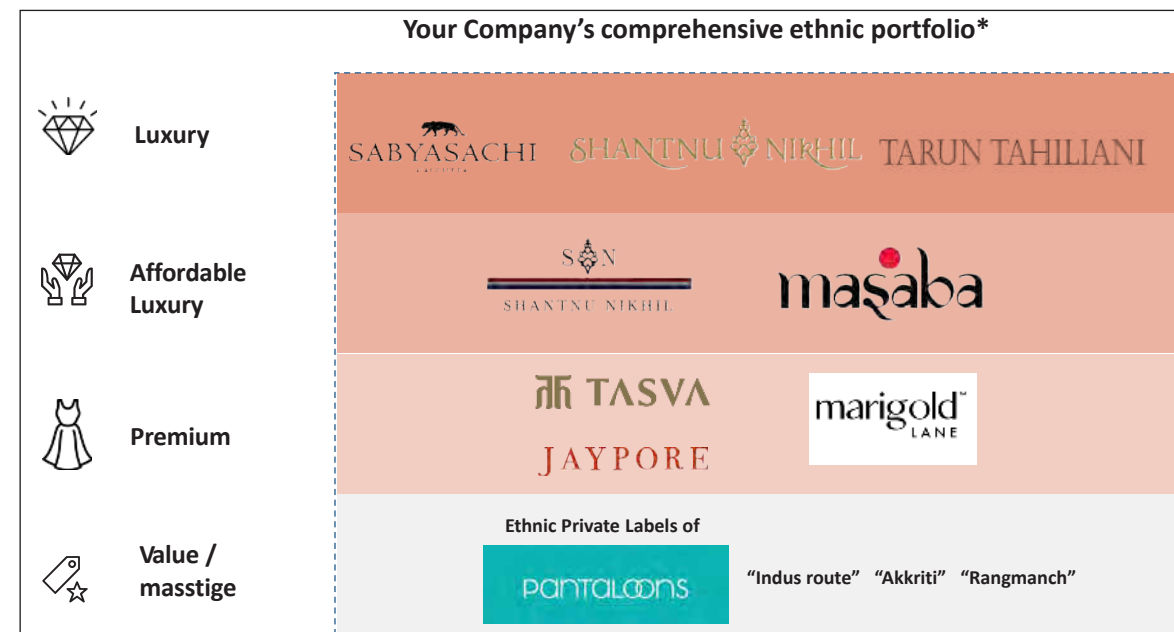 Your Company’s comprehensive ethnic portfolio*
Luxury
SABYASACHI
SHANTNU NIKHIL
TARUN TAHILIANI
Affordable
Luxury
S N
SHANTNU NIKHIL
masaba
Premium
TASVA
JAYPORE
marigold™
LANE
Value /
masstige
Ethnic Private Labels of
PANTALOONS
“Indus route” “Akkriti” “Rangmanch”